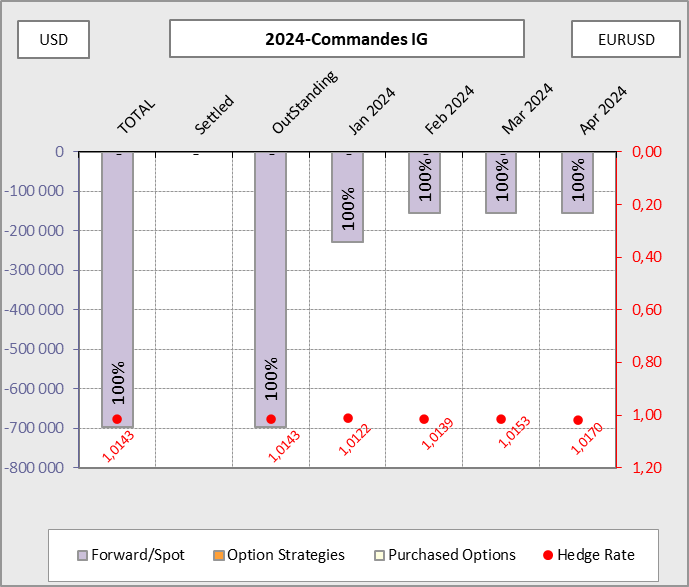 USD
2024-Commandes IG
EURUSD
TOTAL
Settled
OutStanding
Jan 2024
Feb 2024
Mar 2024
Apr 2024
0
-100 000
-200 000
-300 000
-400 000
-500 000
-600 000
-700 000
-800 000
0,00
0,20
0,40
0,60
0,80
1,00
1,20
100%
100%
100%
100%
100%
100%
1,0143
1,0143
1,0122
1,0139
1,0153
1,0170
Forward/Spot
Option Strategies
Purchased Options
Hedge Rate